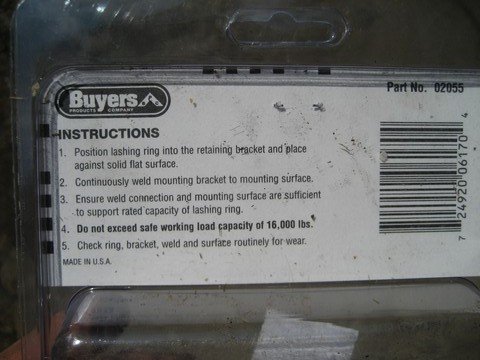 Buyers
PRODUCTS COMPANY
Part No. 02055
INSTRUCTIONS
1. Position lashing ring into the retaining bracket and place
against solid flat surface.
2. Continuously weld mounting bracket to mounting surface.
3. Ensure weld connection and mounting surface are sufficient
to support rated capacity of lashing ring.
4. Do not exceed safe working load capacity of 16,000 lbs.
5. Check ring, bracket, weld and surface routinely for wear.
MADE IN U.S.A.
7 24920 06170 4